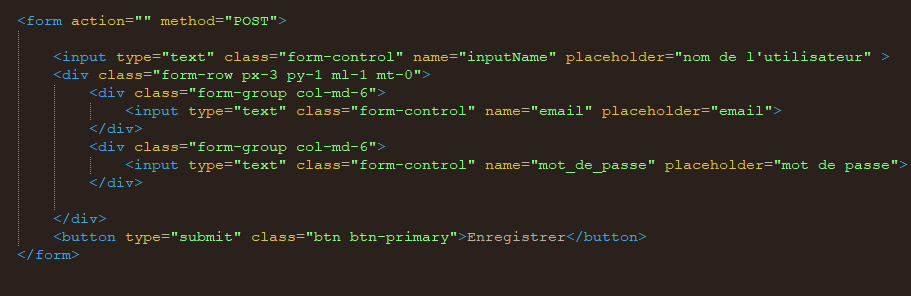 <form action="" method="POST">
<input type="text" class="form-control" name="inputName" placeholder="nom de l'utilisateur" >
<div class="form-row px-3 py-1 ml-1 mt-0">
<div class="form-group col-md-6">
<input type="text" class="form-control" name="email" placeholder="email">
</div>
<div class="form-group col-md-6">
<input type="text" class="form-control" name="mot_de_passe" placeholder="mot de passe">
</div>
</div>
<button type="submit" class="btn btn-primary">Enregistrer</button>
</form>